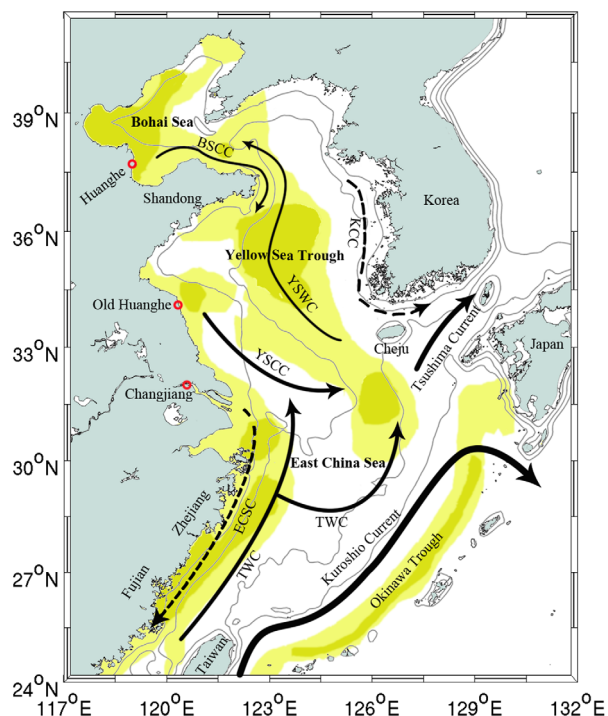 39°N
Bohai Sea
BSCC
Huanghe
Shandong
Korea
KCC
36°N
Yellow Sea Trough
YSWC
Old Huanghe
Tsushima Current
33°N
Cheju
Japan
YSCC
Changjiang
East China Sea
30°N
Zhejiang
ECSC
TWC
TWC
Kuroshio Current
Okinawa Trough
27°N
Fujian
Taiwan
24°N
117°E
120°E
123°E
126°E
129°E
132°E